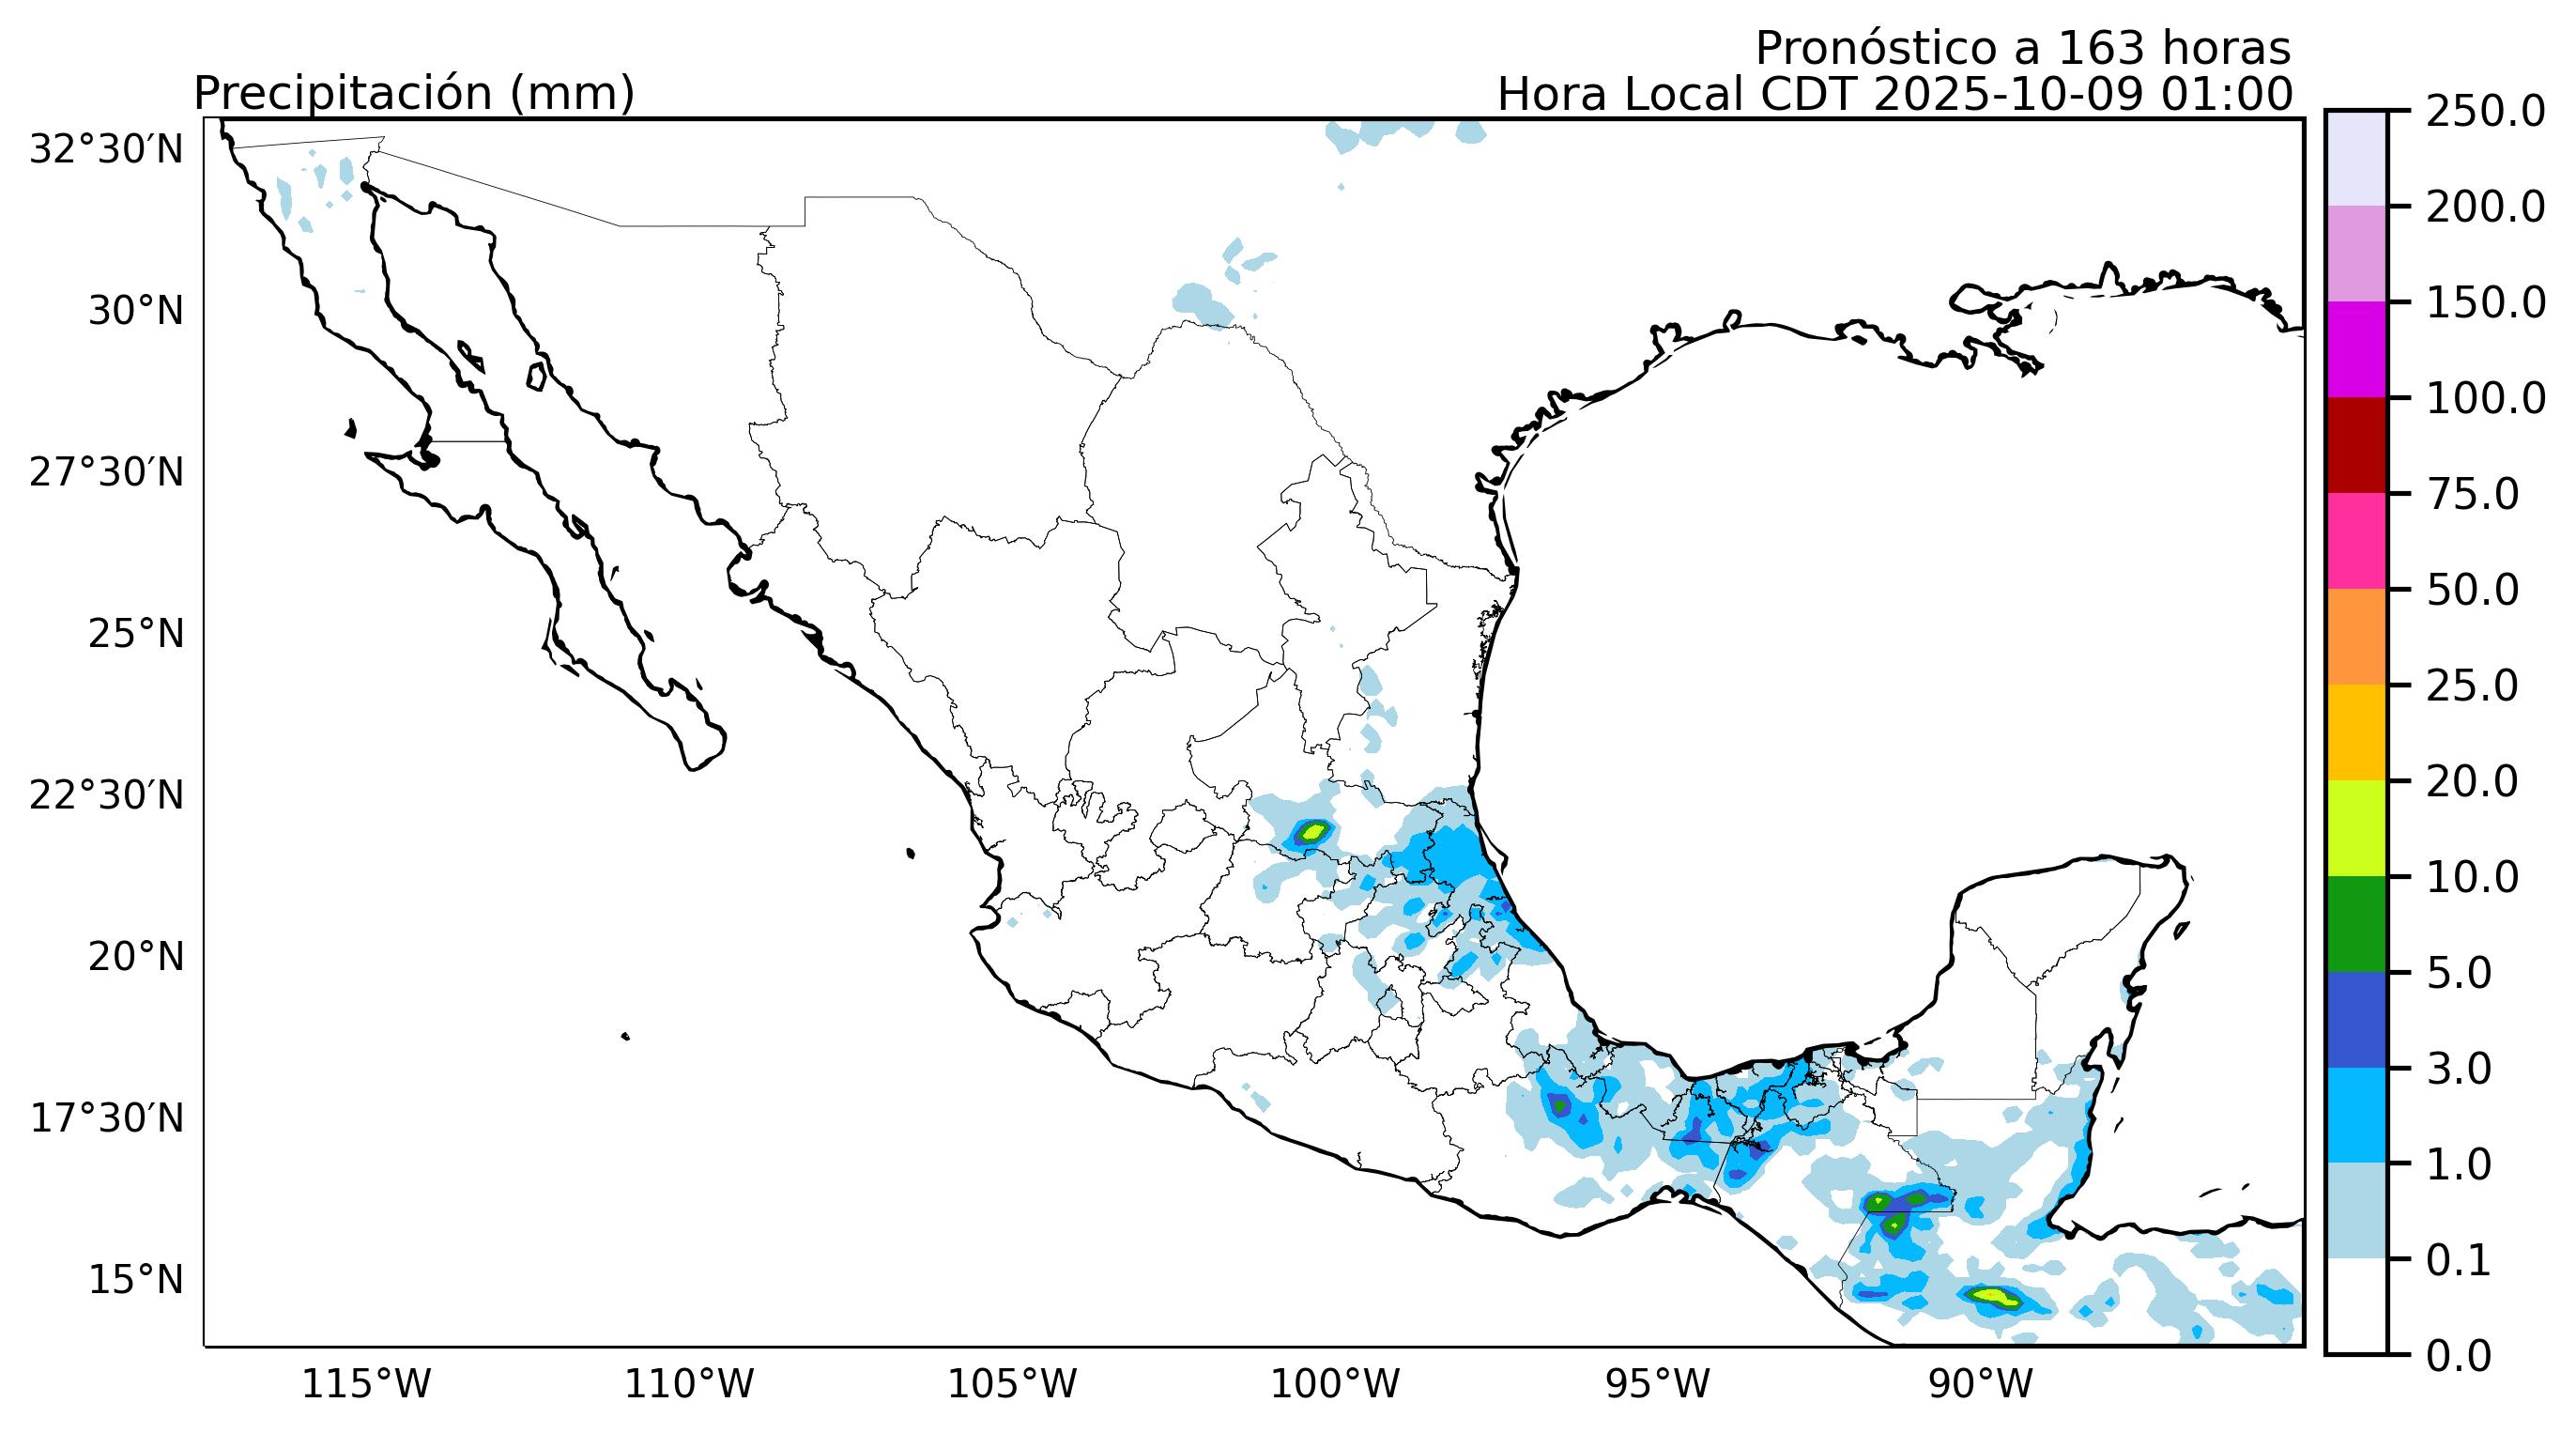 Pronóstico a 163 horas
Precipitación (mm)
Hora Local CDT 2025-10-09 01:00
32°30′N
30°N
27°30′N
25°N
22°30′N
20°N
17°30′N
15°N
115°W
110°W
105°W
100°W
95°W
90°W
250.0
200.0
150.0
100.0
75.0
50.0
25.0
20.0
10.0
5.0
3.0
1.0
0.1
0.0